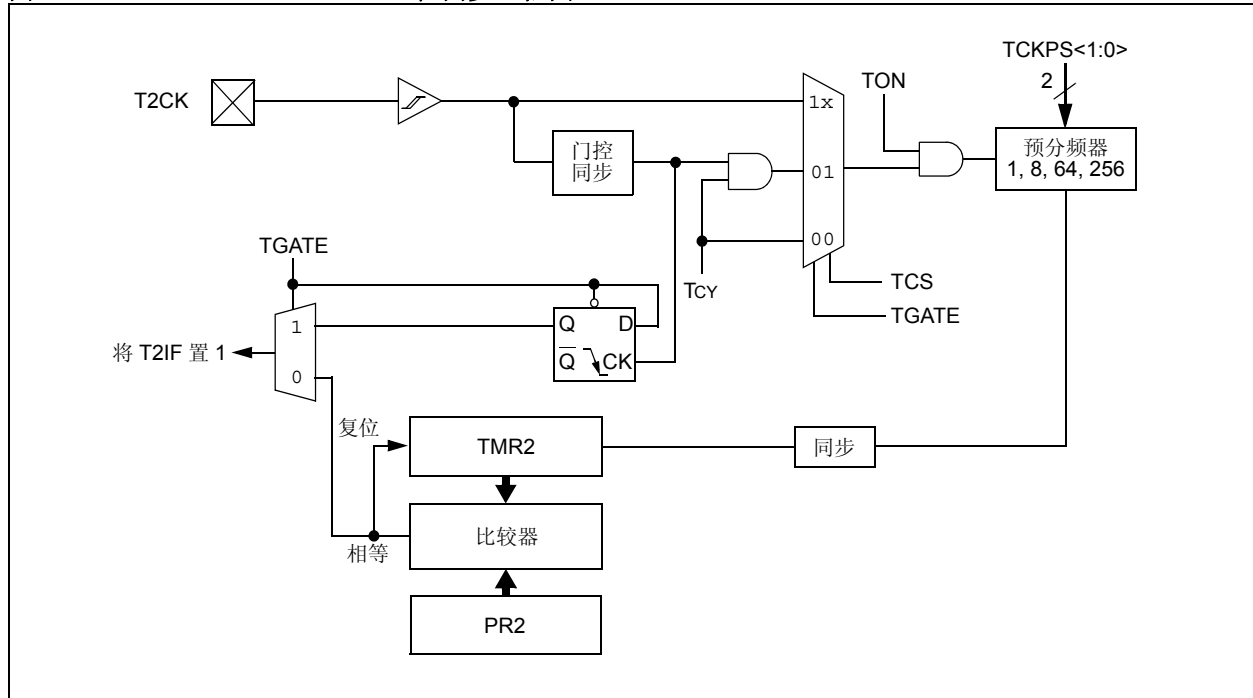 TCKPS<1:0>
2
T2CK
TON
1x
门控
同步
预分频器
1, 8, 64, 256
01
00
TGATE
TCY
TCS
TGATE
1
Q
D
将 T2IF 置 1
Q
CK
0
复位
TMR2
同步
比较器
相等
PR2